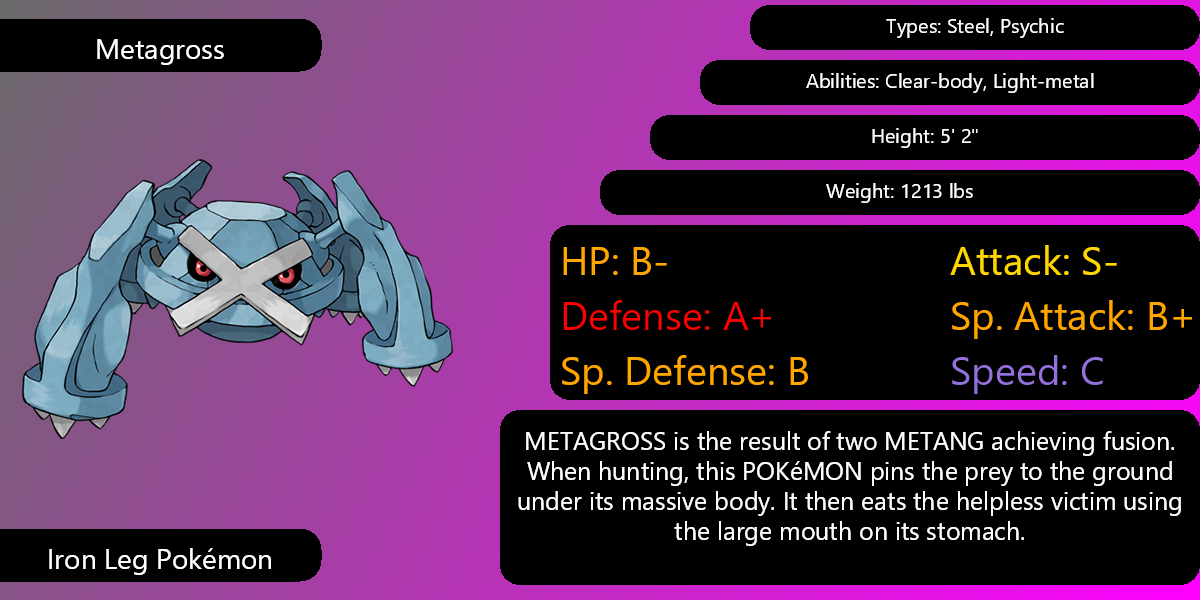 Metagross
Types: Steel, Psychic
Abilities: Clear-body, Light-metal
Height: 5' 2"
Weight: 1213 lbs
HP: B-
Attack: S-
Defense: A+
Sp. Attack: B+
Sp. Defense: B
Speed: C
METAGROSS is the result of two METANG achieving fusion.
When hunting, this POKéMON pins the prey to the ground
under its massive body. It then eats the helpless victim using
the large mouth on its stomach.
Iron Leg Pokémon